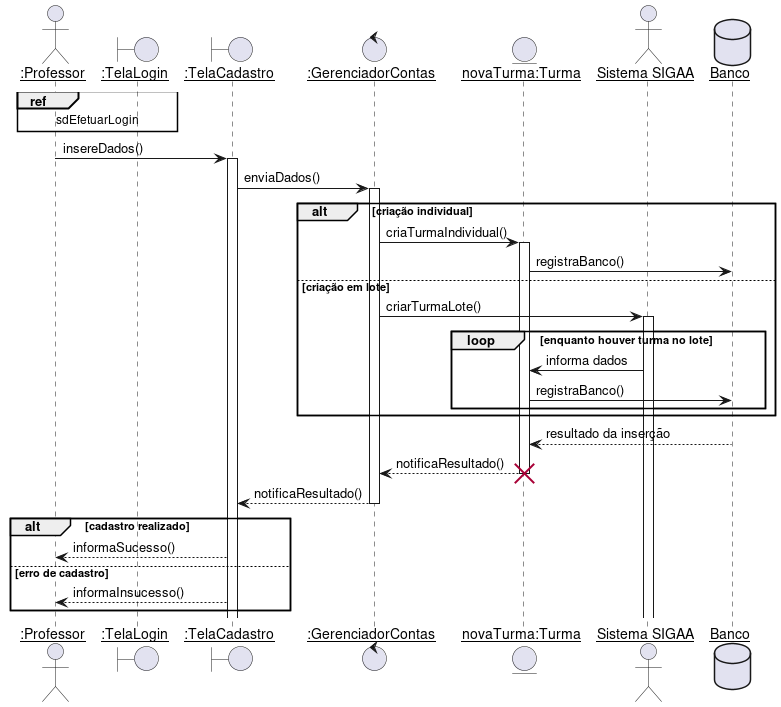 :Professor :TelaLogin :TelaCadastro :GerenciadorContas novaTurma:Turma Sistema SIGAA Banco
ref
sdEfetuarLogin
insereDados()
enviaDados()
alt [criação individual]
criaTurmaIndividual()
registraBanco()
[criação em lote]
criarTurmaLote()
loop [enquanto houver turma no lote]
informa dados
registraBanco()
resultado da inserção
notificaResultado()
notificaResultado()
alt [cadastro realizado]
informaSucesso()
[erro de cadastro]
informaInsucesso()
:Professor :TelaLogin :TelaCadastro :GerenciadorContas novaTurma:Turma Sistema SIGAA Banco